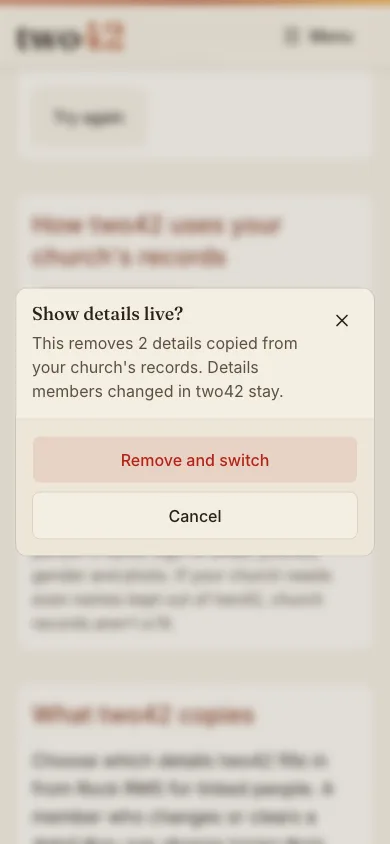 two42
Menu
Try again
How two42 uses your
church's records
Show details live?
This removes 2 details copied from
your church's records. Details
members changed in two42 stay.
Remove and switch
Cancel
gender and photo. If your church needs
even names kept out of two42, church
records aren't a fit.
What two42 copies
Choose which details two42 fills in
from Rock RMS for linked people. A
member who changes or clears a